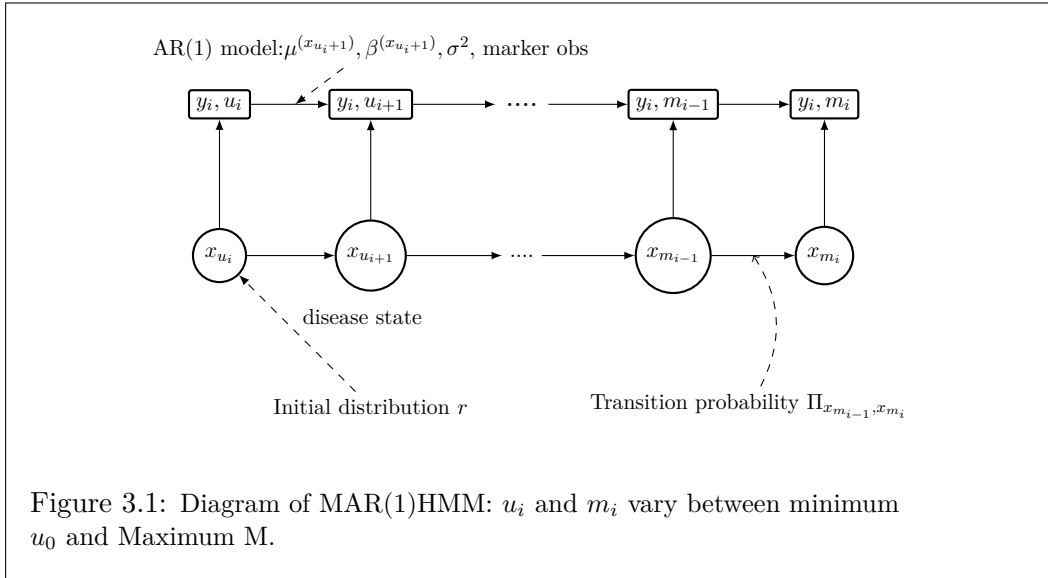 AR(1) model:μ^(x_{u_i+1}), β^(x_{u_i+1}), σ², marker obs
y_i, u_i y_i, u_{i+1} .... y_i, m_{i−1} y_i, m_i
x_{u_i} x_{u_{i+1}} .... x_{m_{i−1}} x_{m_i}
disease state
Initial distribution r
Transition probability Π_{x_{m_{i−1}}, x_{m_i}}
Figure 3.1: Diagram of MAR(1)HMM: u_i and m_i vary between minimum
u_0 and Maximum M.